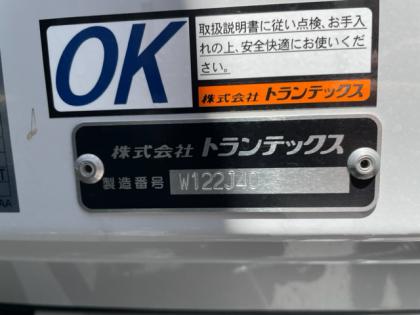 OK
取扱説明書に従い点検、お手入
れの上、安全快適にお使いくだ
さい。
株式会社 トランテックス
株式会社 トランテックス
製造番号 W122J40